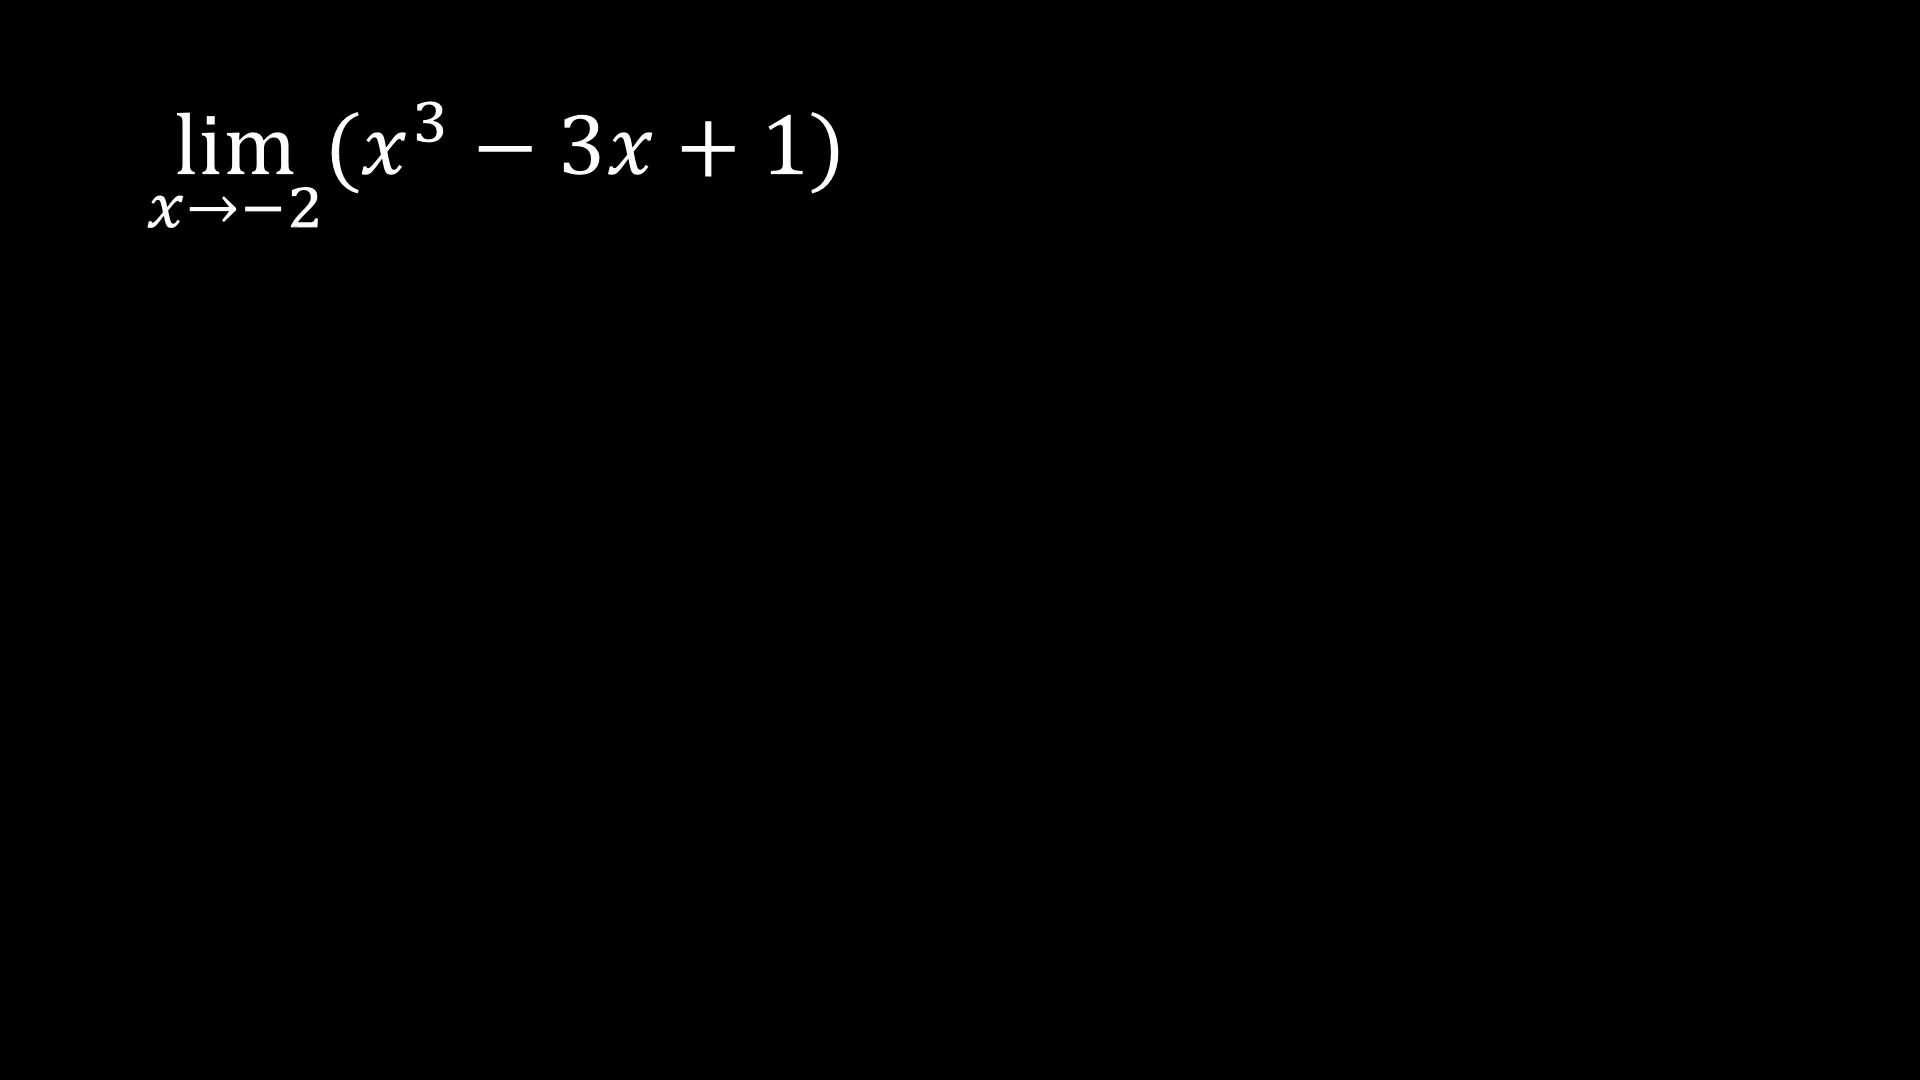 lim (x³ − 3x + 1)
x→−2